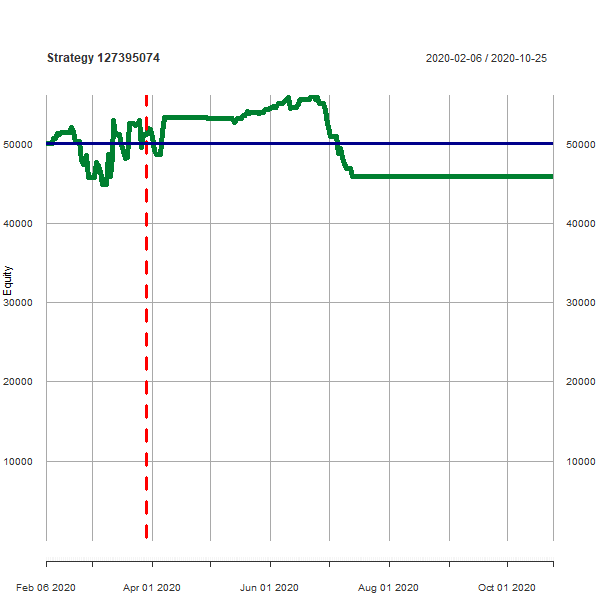 Strategy 127395074
2020-02-06 / 2020-10-25
50000
50000
40000
40000
Equity
30000
30000
20000
20000
10000
10000
Feb 06 2020
Apr 01 2020
Jun 01 2020
Aug 01 2020
Oct 01 2020